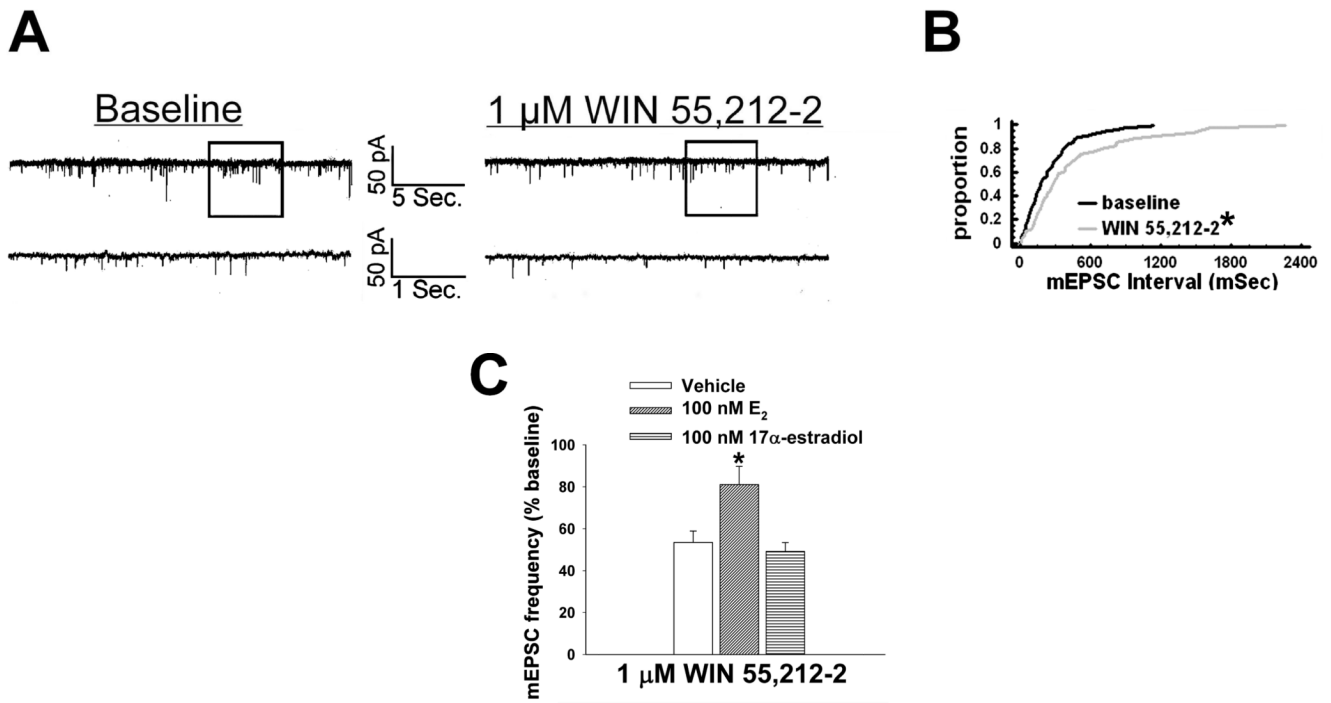 A
B
Baseline
1 μM WIN 55,212-2
50 pA
5 Sec.
50 pA
1 Sec.
proportion
1
0.8
0.6
0.4
0.2
0
baseline
WIN 55,212-2*
0 600 1200 1800 2400
mEPSC Interval (mSec)
C
Vehicle
100 nM E2
100 nM 17α-estradiol
mEPSC frequency (% baseline)
100
80
60
40
20
0
*
1 μM WIN 55,212-2